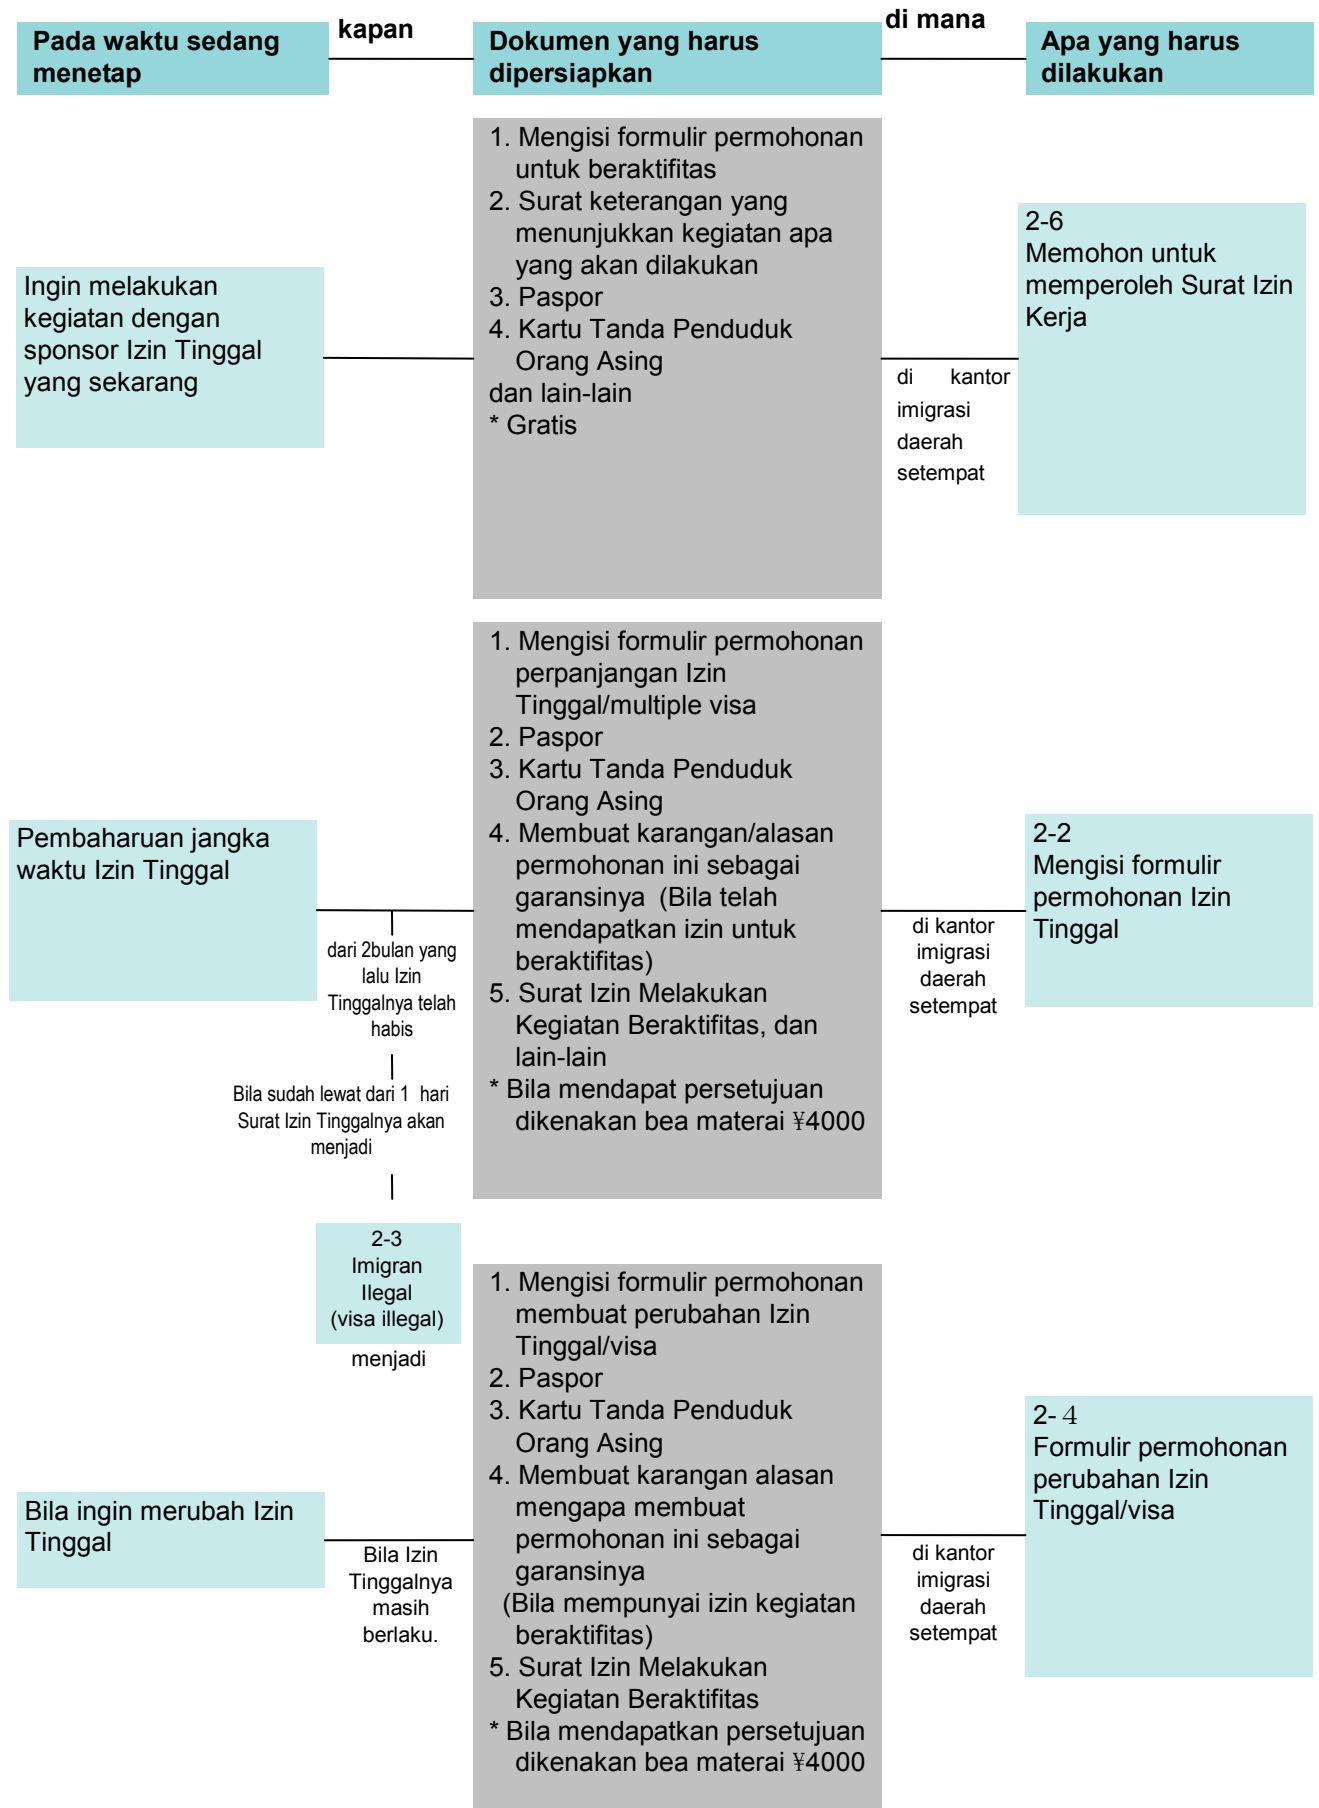 Pada waktu sedang
menetap
kapan
Dokumen yang harus
dipersiapkan
di mana
Apa yang harus
dilakukan
Ingin melakukan
kegiatan dengan
sponsor Izin Tinggal
yang sekarang
1. Mengisi formulir permohonan
untuk beraktifitas
2. Surat keterangan yang
menunjukkan kegiatan apa
yang akan dilakukan
3. Paspor
4. Kartu Tanda Penduduk
Orang Asing
dan lain-lain
* Gratis
di kantor
imigrasi
daerah
setempat
2-6
Memohon untuk
memperoleh Surat Izin
Kerja
Pembaharuan jangka
waktu Izin Tinggal
dari 2bulan yang
lalu Izin
Tinggalnya telah
habis
Bila sudah lewat dari 1 hari
Surat Izin Tinggalnya akan
menjadi
2-3
Imigran
Ilegal
(visa illegal)
menjadi
1. Mengisi formulir permohonan
perpanjangan Izin
Tinggal/multiple visa
2. Paspor
3. Kartu Tanda Penduduk
Orang Asing
4. Membuat karangan/alasan
permohonan ini sebagai
garansinya (Bila telah
mendapatkan izin untuk
beraktifitas)
5. Surat Izin Melakukan
Kegiatan Beraktifitas, dan
lain-lain
* Bila mendapat persetujuan
dikenakan bea materai ¥4000
di kantor
imigrasi
daerah
setempat
2-2
Mengisi formulir
permohonan Izin
Tinggal
Bila ingin merubah Izin
Tinggal
Bila Izin
Tinggalnya
masih
berlaku.
1. Mengisi formulir permohonan
membuat perubahan Izin
Tinggal/visa
2. Paspor
3. Kartu Tanda Penduduk
Orang Asing
4. Membuat karangan alasan
mengapa membuat
permohonan ini sebagai
garansinya
(Bila mempunyai izin kegiatan
beraktifitas)
5. Surat Izin Melakukan
Kegiatan Beraktifitas
* Bila mendapatkan persetujuan
dikenakan bea materai ¥4000
di kantor
imigrasi
daerah
setempat
2-４
Formulir permohonan
perubahan Izin
Tinggal/visa